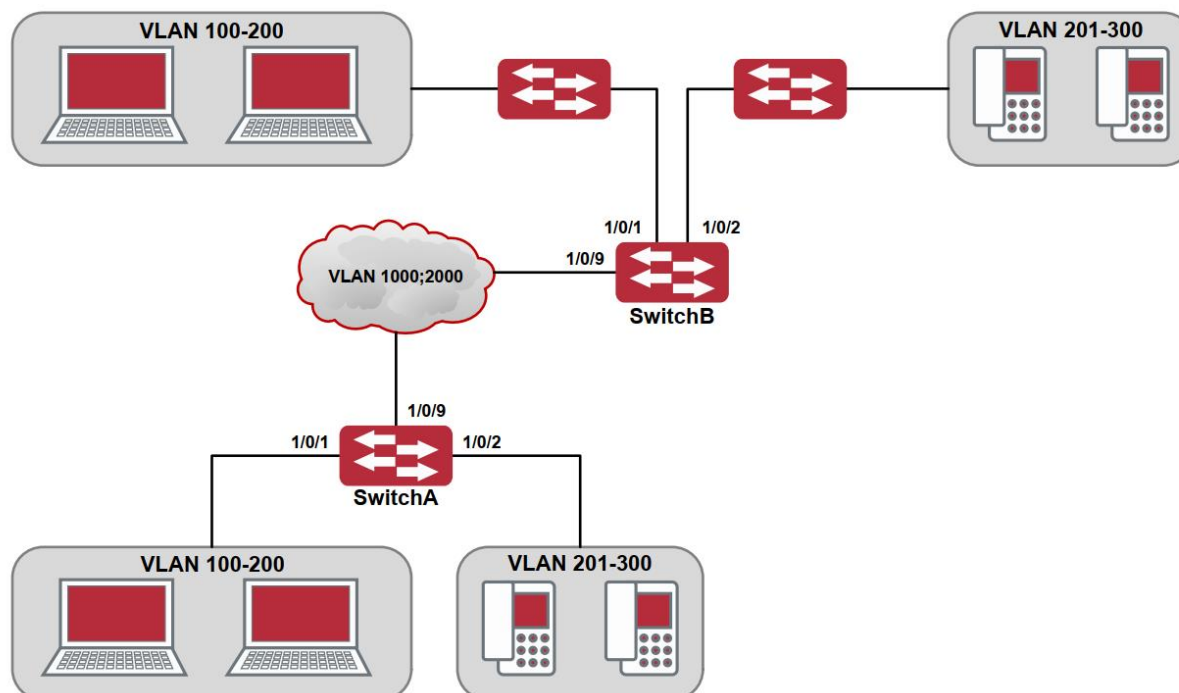 VLAN 100-200
VLAN 201-300
1/0/1
1/0/2
1/0/9
VLAN 1000;2000
SwitchB
1/0/9
1/0/1
1/0/2
SwitchA
VLAN 100-200
VLAN 201-300